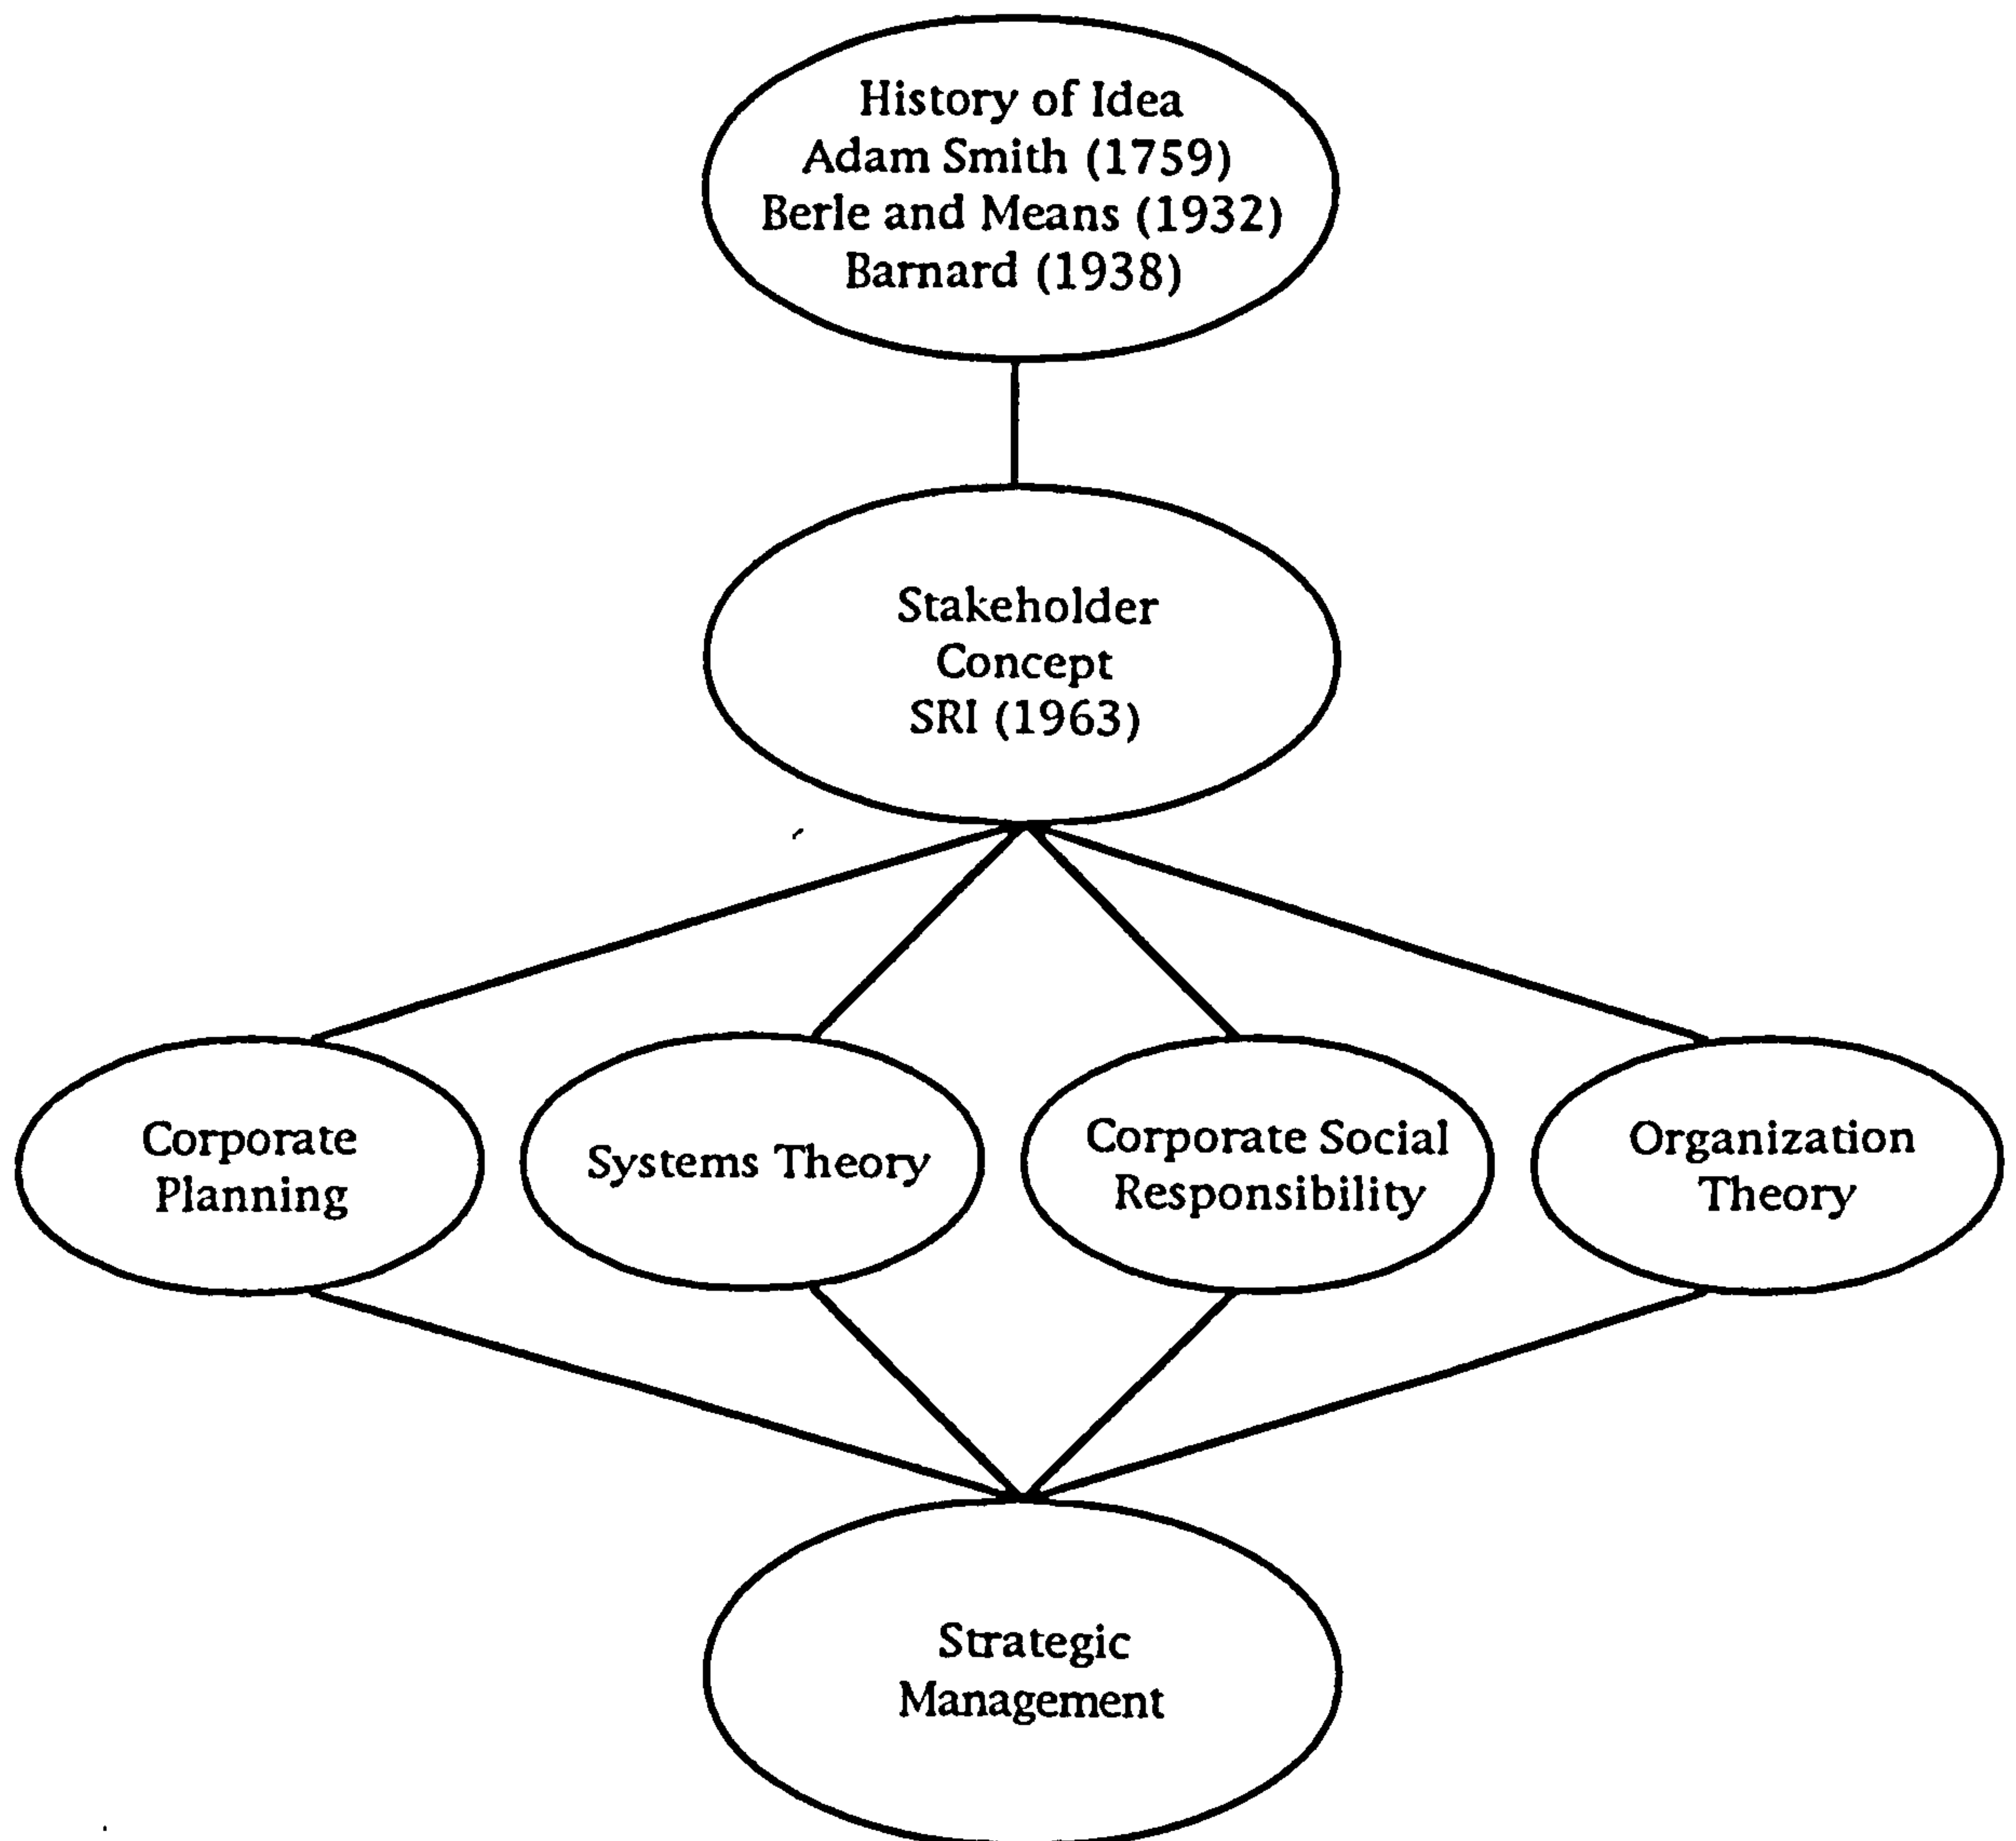 History of Idea
Adam Smith (1759)
Berle and Means (1932)
Barnard (1938)
Stakeholder
Concept
SRI (1963)
Corporate
Planning
Systems Theory
Corporate Social
Responsibility
Organization
Theory
Strategic
Management